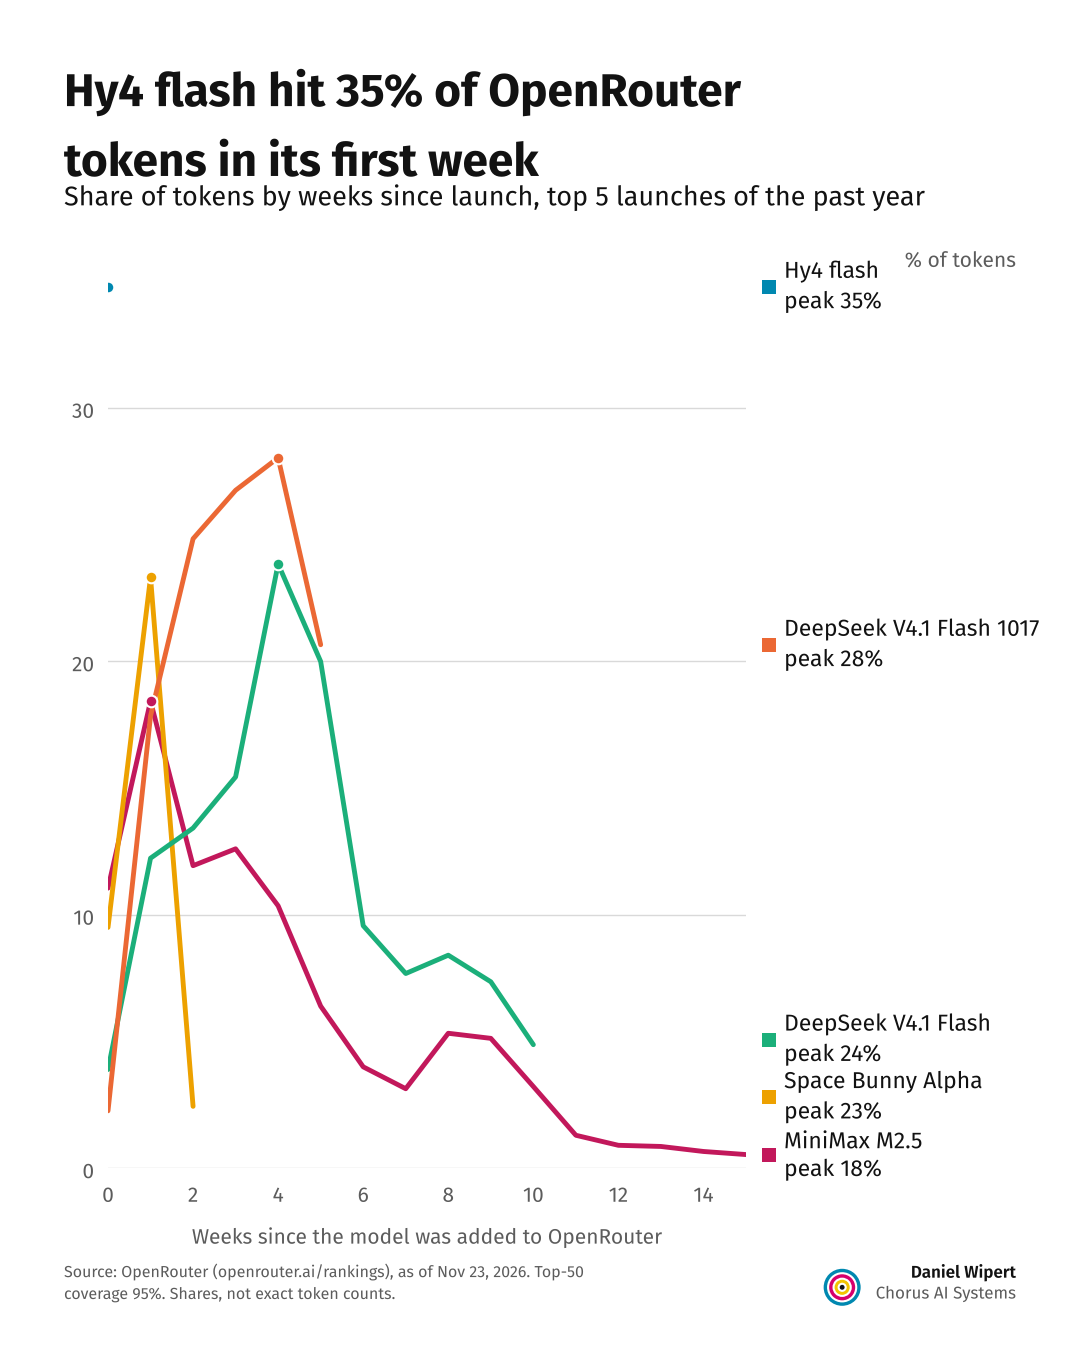 Hy4 flash hit 35% of OpenRouter
tokens in its first week
Share of tokens by weeks since launch, top 5 launches of the past year
% of tokens
Hy4 flash
peak 35%
30
DeepSeek V4.1 Flash 1017
peak 28%
20
10
DeepSeek V4.1 Flash
peak 24%
Space Bunny Alpha
peak 23%
MiniMax M2.5
peak 18%
0
0 2 4 6 8 10 12 14
Weeks since the model was added to OpenRouter
Source: OpenRouter (openrouter.ai/rankings), as of Nov 23, 2026. Top-50
coverage 95%. Shares, not exact token counts.
Daniel Wipert
Chorus AI Systems